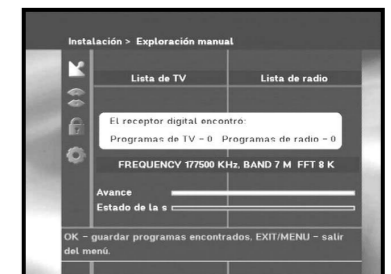 Instalación > Exploración manual
Lista de TV Lista de radio
El receptor digital encontró:
Programas de TV – 0 Programas de radio – 0
FREQUENCY 177500 KHz, BAND 7 M FFT 8 K
Avance
Estado de la s
OK – guardar programas encontrados, EXIT/MENU – salir
del menú.